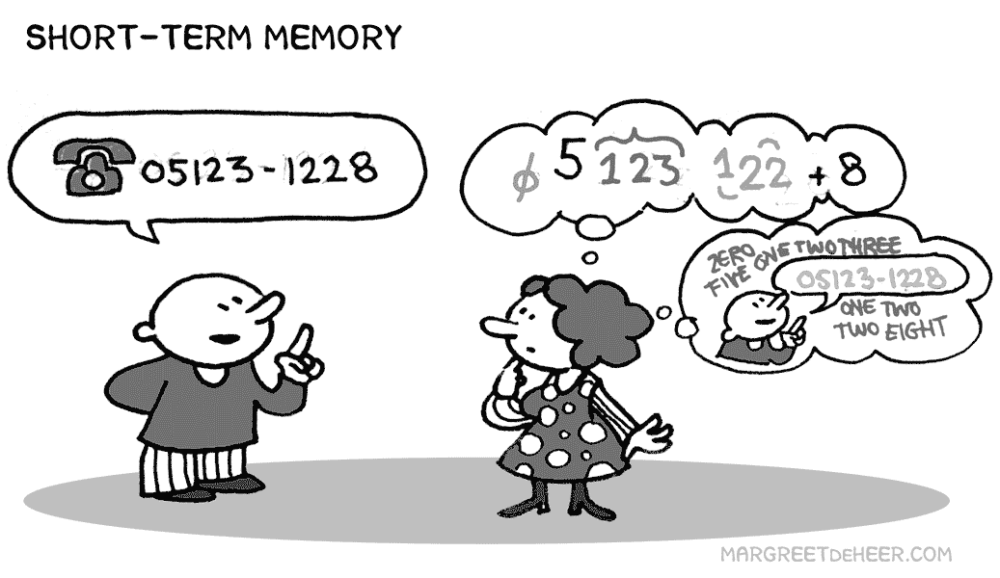 SHORT-TERM MEMORY
05123-1228
0 5 123 122 + 8
ZERO
FIVE ONE TWO THREE
05123-1228
ONE TWO
TWO EIGHT
MARGREETDEHEER.COM